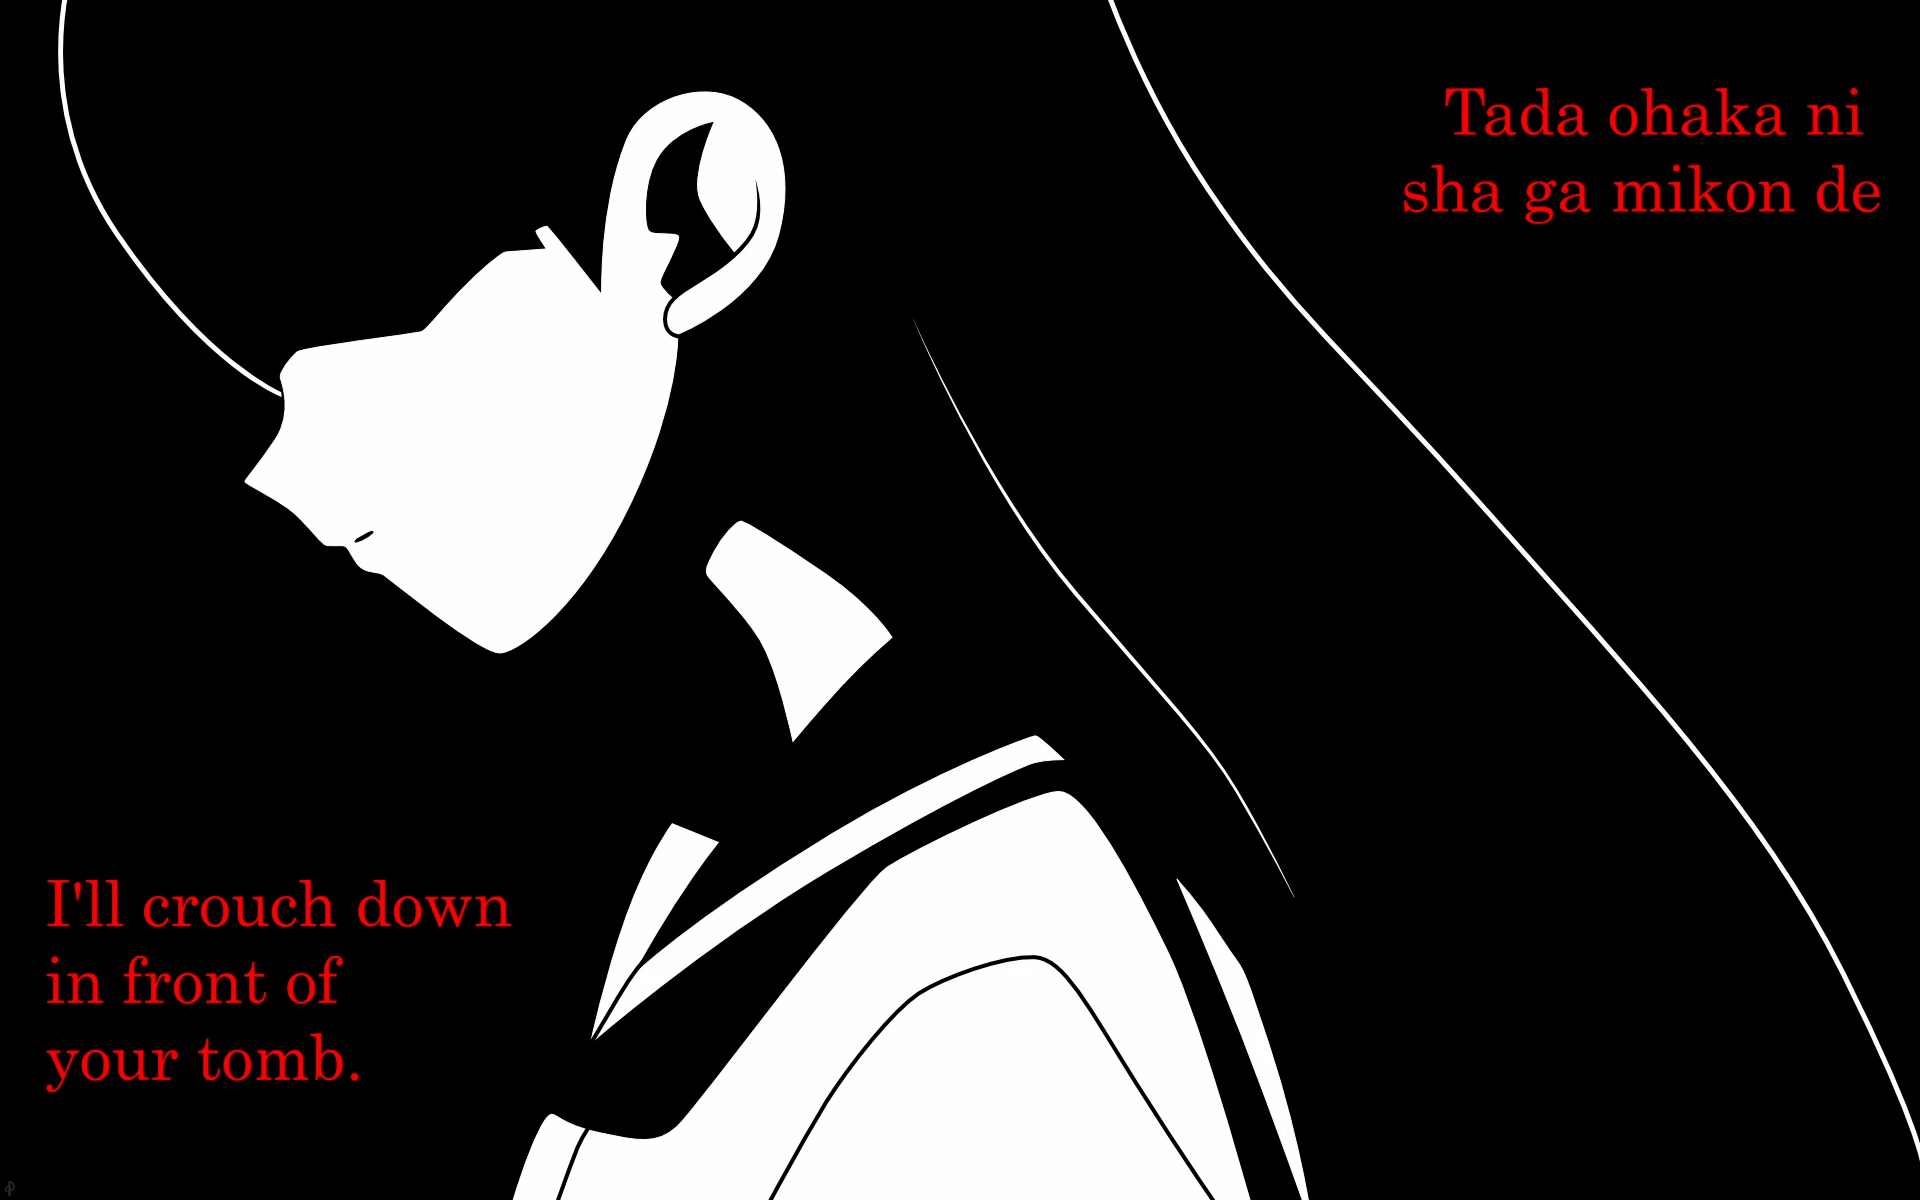 Tada ohaka ni
sha ga mikon de
I'll crouch down
in front of
your tomb.